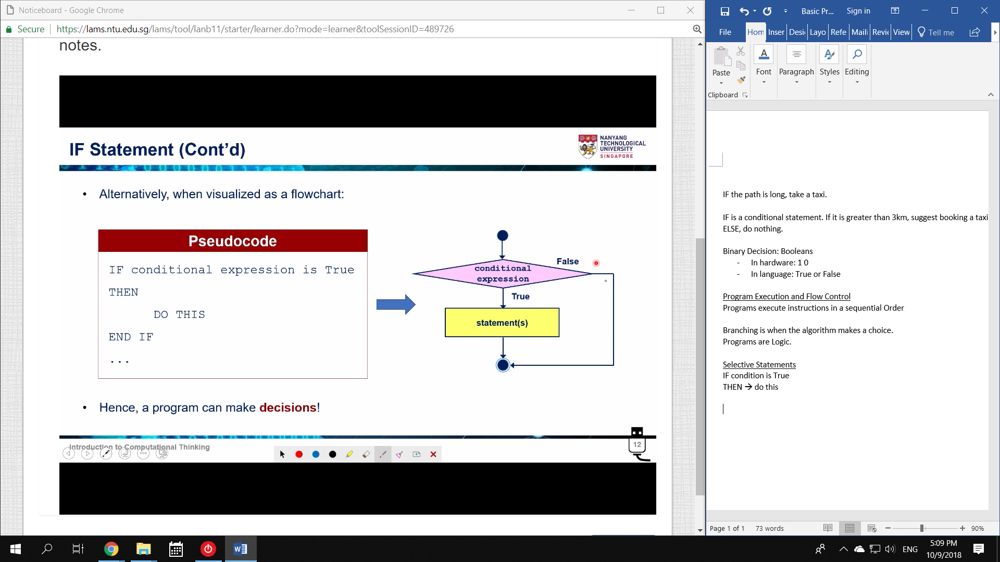 Noticeboard - Google Chrome
Secure
https://lams.ntu.edu.sg/lams/tool/lanb11/starter/learner.do?mode=learner&toolSessionID=489726
notes.
IF Statement (Cont'd)
NANYANG
TECHNOLOGICAL
UNIVERSITY
SINGAPORE
• Alternatively, when visualized as a flowchart:
Pseudocode
IF conditional expression is True
THEN
DO THIS
END IF
...
conditional
expression
False
True
statement(s)
• Hence, a program can make decisions!
Introduction to Computational Thinking
12
Basic Pr...
Sign in
File
Hom
Inser
Desi
Layo
Refe
Maili
Revie
View
Tell me
Paste
Font
Paragraph
Styles
Editing
Clipboard
IF the path is long, take a taxi.
IF is a conditional statement. If it is greater than 3km, suggest booking a taxi
ELSE, do nothing.
Binary Decision: Booleans
- In hardware: 1 0
- In language: True or False
Program Execution and Flow Control
Programs execute instructions in a sequential Order
Branching is when the algorithm makes a choice.
Programs are Logic.
Selective Statements
IF condition is True
THEN → do this
Page 1 of 1
73 words
90%
ENG
5:09 PM
10/9/2018